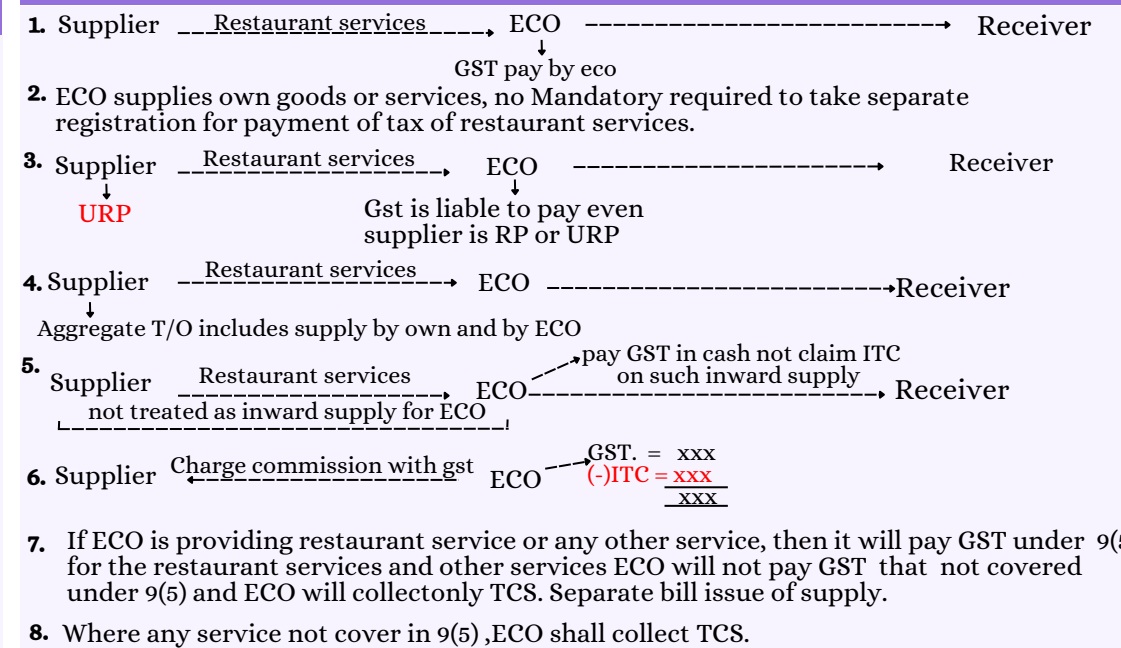 1. Supplier Restaurant services ECO Receiver
GST pay by eco
2. ECO supplies own goods or services, no Mandatory required to take separate
registration for payment of tax of restaurant services.
3. Supplier Restaurant services ECO Receiver
URP
Gst is liable to pay even
supplier is RP or URP
4. Supplier Restaurant services ECO Receiver
Aggregate T/O includes supply by own and by ECO
5. Supplier Restaurant services ECO Receiver
pay GST in cash not claim ITC
on such inward supply
not treated as inward supply for ECO
6. Supplier Charge commission with gst ECO
GST. = xxx
(-)ITC = xxx
xxx
7. If ECO is providing restaurant service or any other service, then it will pay GST under 9(
for the restaurant services and other services ECO will not pay GST that not covered
under 9(5) and ECO will collectonly TCS. Separate bill issue of supply.
8. Where any service not cover in 9(5) ,ECO shall collect TCS.